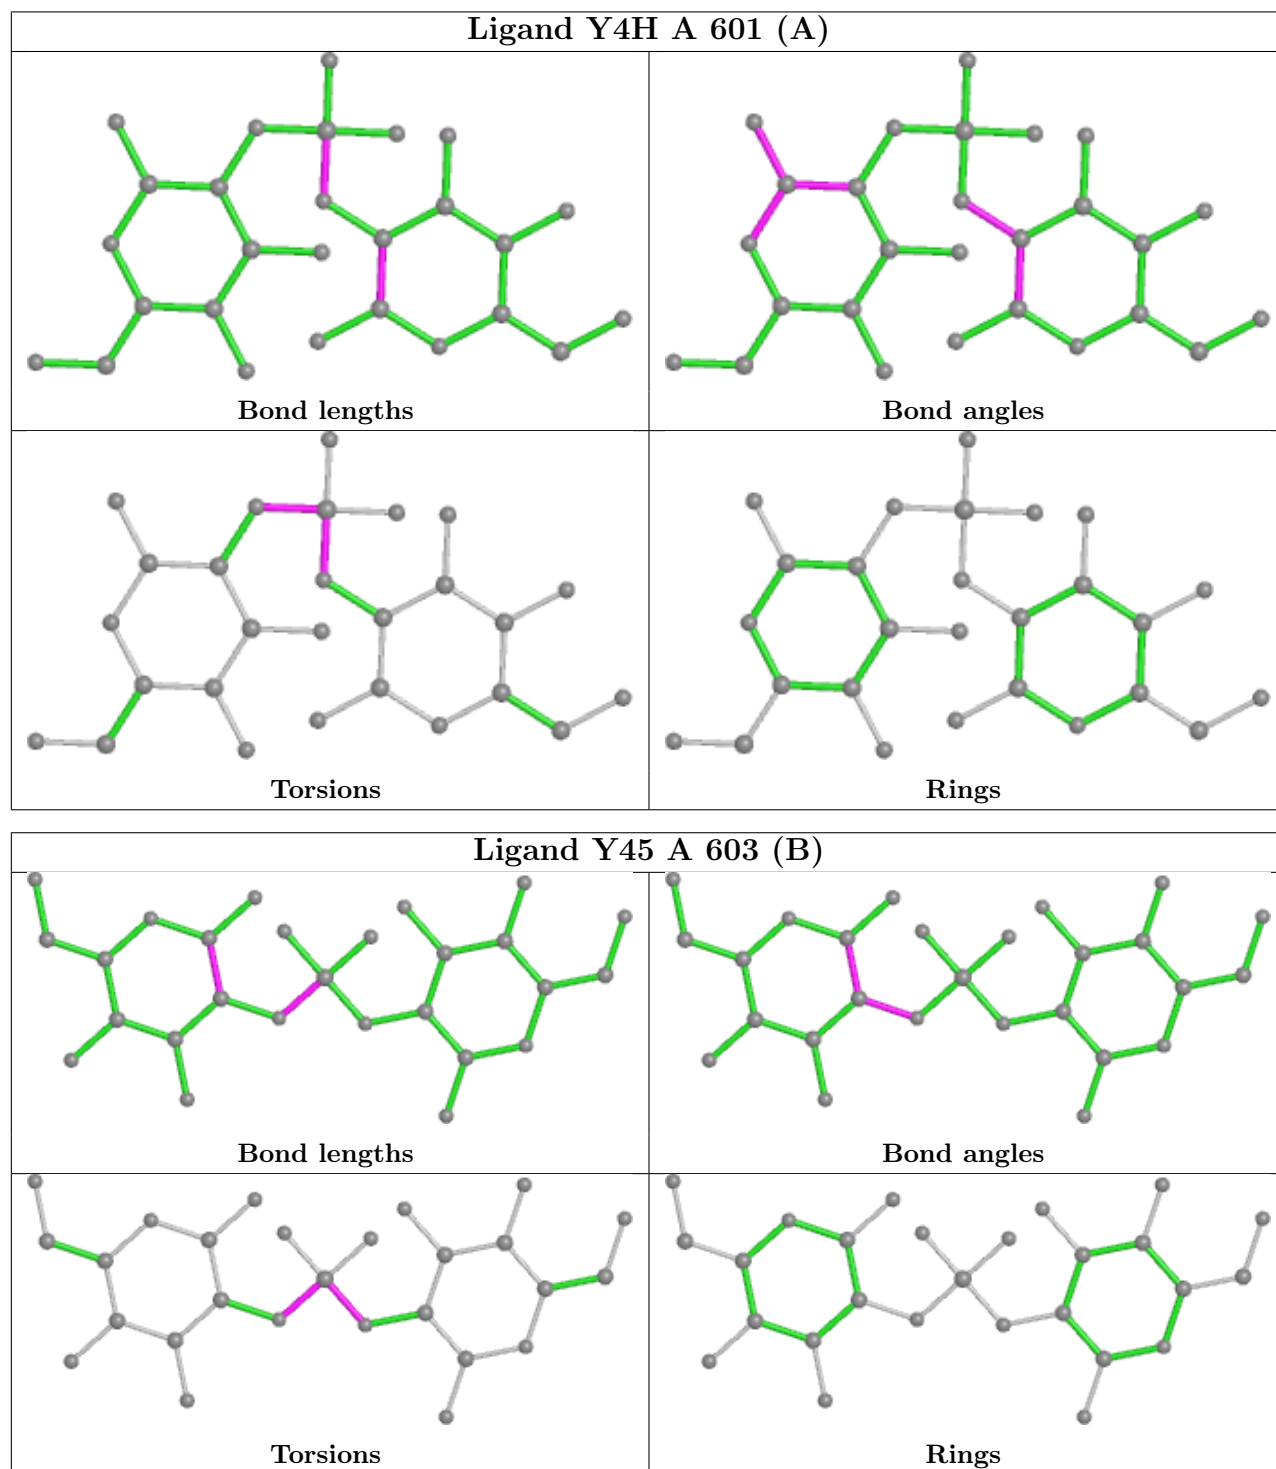 Ligand Y4H A 601 (A)
Bond lengths
Bond angles
Torsions
Rings
Ligand Y45 A 603 (B)
Bond lengths
Bond angles
Torsions
Rings